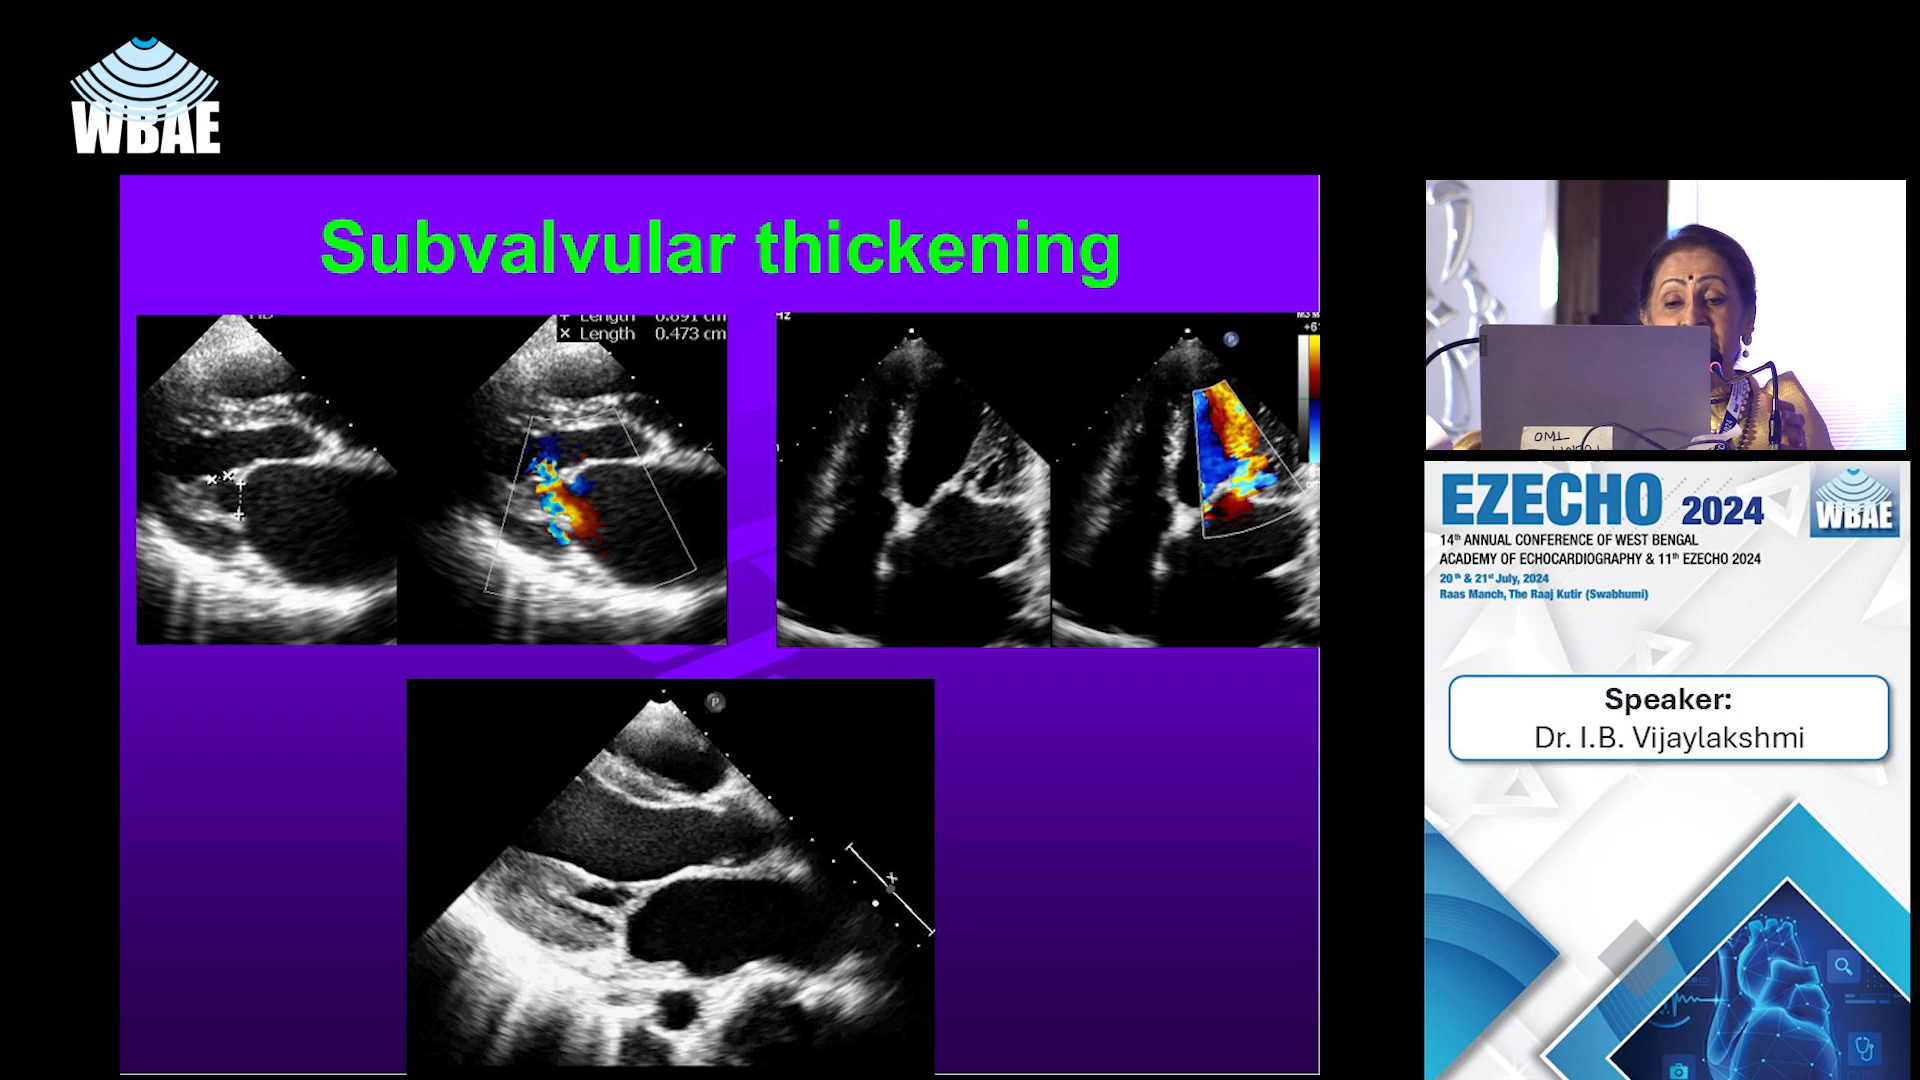 WBAE
Subvalvular thickening
+ Length 0.891 cm
× Length 0.473 cm
Hz
P
P
+6
EZECHO 2024
WBAE
14th ANNUAL CONFERENCE OF WEST BENGAL
ACADEMY OF ECHOCARDIOGRAPHY & 11th EZECHO 2024
20th & 21st July, 2024
Raas Manch, The Raaj Kutir (Swabhumi)
Speaker:
Dr. I.B. Vijaylakshmi
P